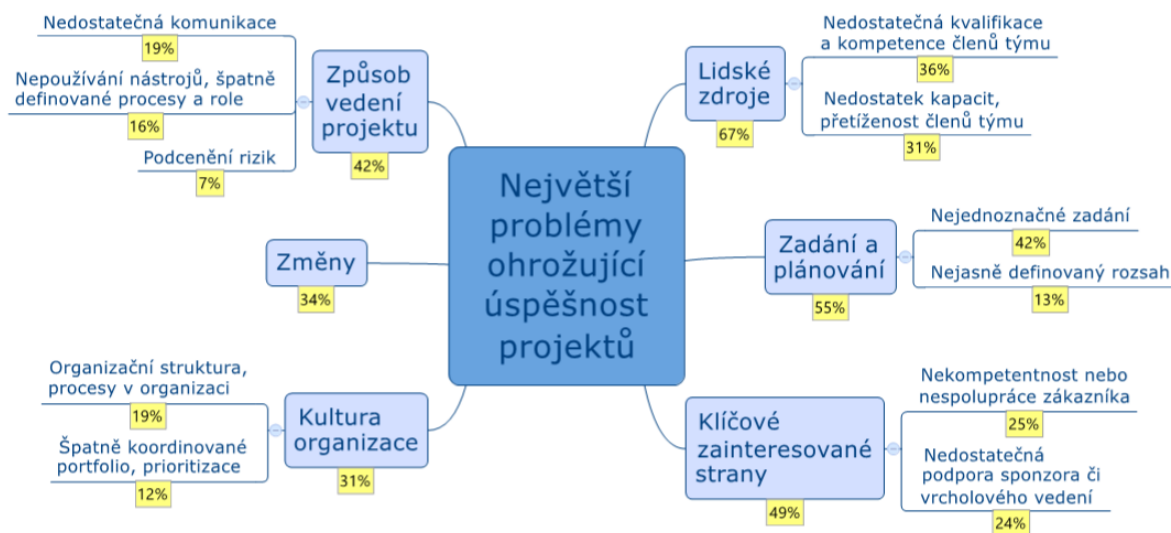 Největší
problémy
ohrožující
úspěšnost
projektů
Lidské
zdroje
67%
Nedostatečná kvalifikace
a kompetence členů týmu
36%
Nedostatek kapacit,
přetíženost členů týmu
31%
Zadání a
plánování
55%
Nejednoznačné zadání
42%
Nejasně definovaný rozsah
13%
Klíčové
zainteresované
strany
49%
Nekompetentnost nebo
nespolupráce zákazníka
25%
Nedostatečná
podpora sponzora či
vrcholového vedení
24%
Způsob
vedení
projektu
42%
Nedostatečná komunikace
19%
Nepoužívání nástrojů, špatně
definované procesy a role
16%
Podcenění rizik
7%
Změny
34%
Kultura
organizace
31%
Organizační struktura,
procesy v organizaci
19%
Špatně koordinované
portfolio, prioritizace
12%